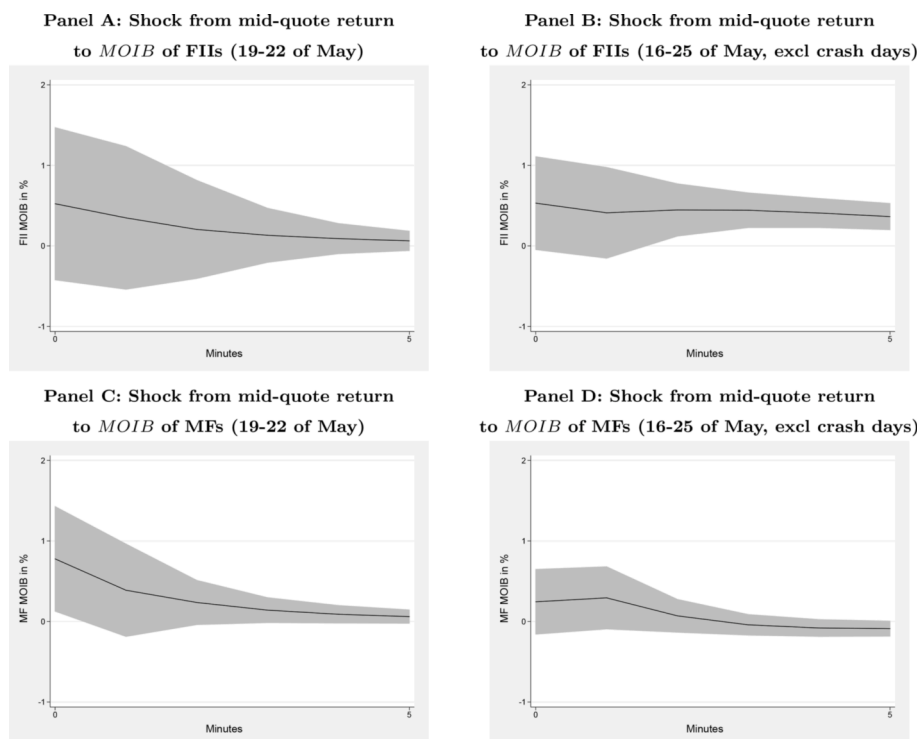 Panel A: Shock from mid-quote return
to MOIB of FIIs (19-22 of May)
2
1
0
-1
FII MOIB in %
0
5
Minutes
Panel B: Shock from mid-quote return
to MOIB of FIIs (16-25 of May, excl crash days)
2
1
0
-1
FII MOIB in %
0
5
Minutes
Panel C: Shock from mid-quote return
to MOIB of MFs (19-22 of May)
2
1
0
-1
MF MOIB in %
0
5
Minutes
Panel D: Shock from mid-quote return
to MOIB of MFs (16-25 of May, excl crash days)
2
1
0
-1
MF MOIB in %
0
5
Minutes